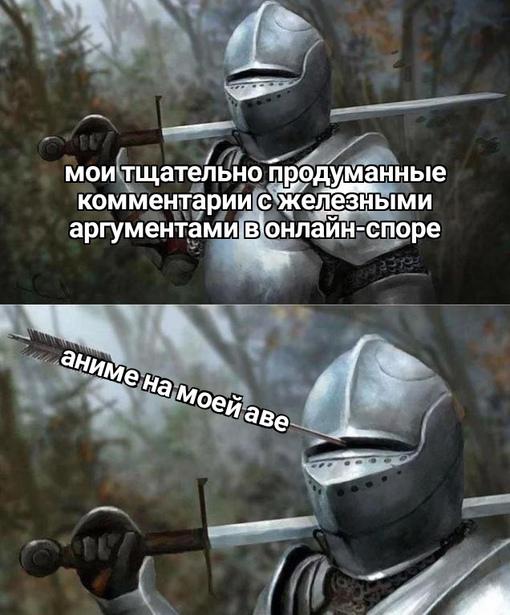 мои тщательно продуманные
комментарии с железными
аргументами в онлайн-споре
аниме на моей аве